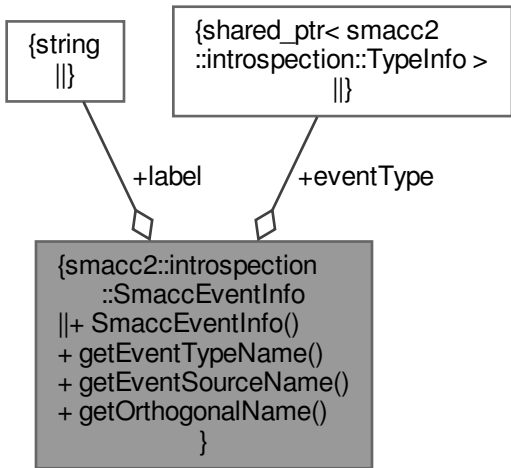 {string
||}
{shared_ptr< smacc2
::introspection::TypeInfo >
||}
+label
+eventType
{smacc2::introspection
::SmaccEventInfo
||+ SmaccEventInfo()
+ getEventTypeName()
+ getEventSourceName()
+ getOrthogonalName()
}